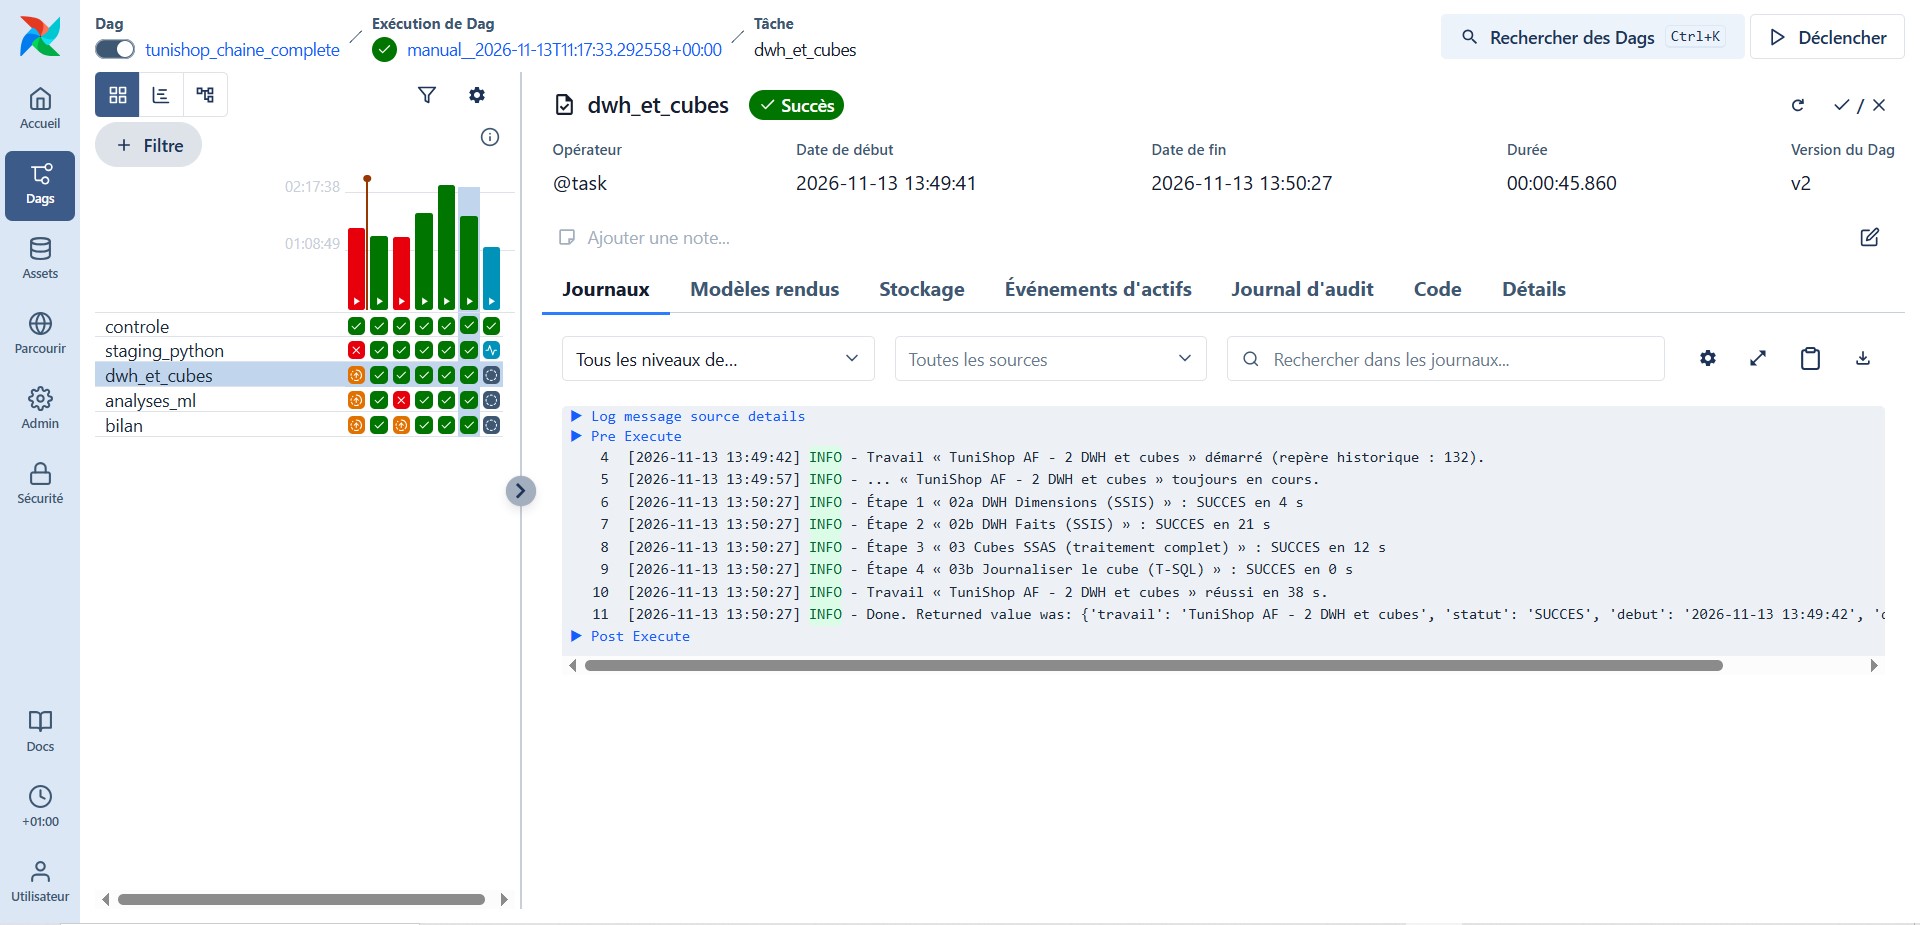 Dag
tunishop_chaine_complete
Exécution de Dag
manual__2026-11-13T11:17:33.292558+00:00
Tâche
dwh_et_cubes
Rechercher des Dags Ctrl+K
Déclencher
Accueil
Dags
Assets
Parcourir
Admin
Sécurité
Docs
+01:00
Utilisateur
+ Filtre
02:17:38
01:08:49
controle
staging_python
dwh_et_cubes
analyses_ml
bilan
dwh_et_cubes
Succès
Opérateur
@task
Date de début
2026-11-13 13:49:41
Date de fin
2026-11-13 13:50:27
Durée
00:00:45.860
Version du Dag
v2
Ajouter une note...
Journaux Modèles rendus Stockage Événements d'actifs Journal d'audit Code Détails
Tous les niveaux de... Toutes les sources Rechercher dans les journaux...
Log message source details
Pre Execute
4 [2026-11-13 13:49:42] INFO - Travail « TuniShop AF - 2 DWH et cubes » démarré (repère historique : 132).
5 [2026-11-13 13:49:57] INFO - ... « TuniShop AF - 2 DWH et cubes » toujours en cours.
6 [2026-11-13 13:50:27] INFO - Étape 1 « 02a DWH Dimensions (SSIS) » : SUCCES en 4 s
7 [2026-11-13 13:50:27] INFO - Étape 2 « 02b DWH Faits (SSIS) » : SUCCES en 21 s
8 [2026-11-13 13:50:27] INFO - Étape 3 « 03 Cubes SSAS (traitement complet) » : SUCCES en 12 s
9 [2026-11-13 13:50:27] INFO - Étape 4 « 03b Journaliser le cube (T-SQL) » : SUCCES en 0 s
10 [2026-11-13 13:50:27] INFO - Travail « TuniShop AF - 2 DWH et cubes » réussi en 38 s.
11 [2026-11-13 13:50:27] INFO - Done. Returned value was: {'travail': 'TuniShop AF - 2 DWH et cubes', 'statut': 'SUCCES', 'debut': '2026-11-13 13:49:42',
Post Execute